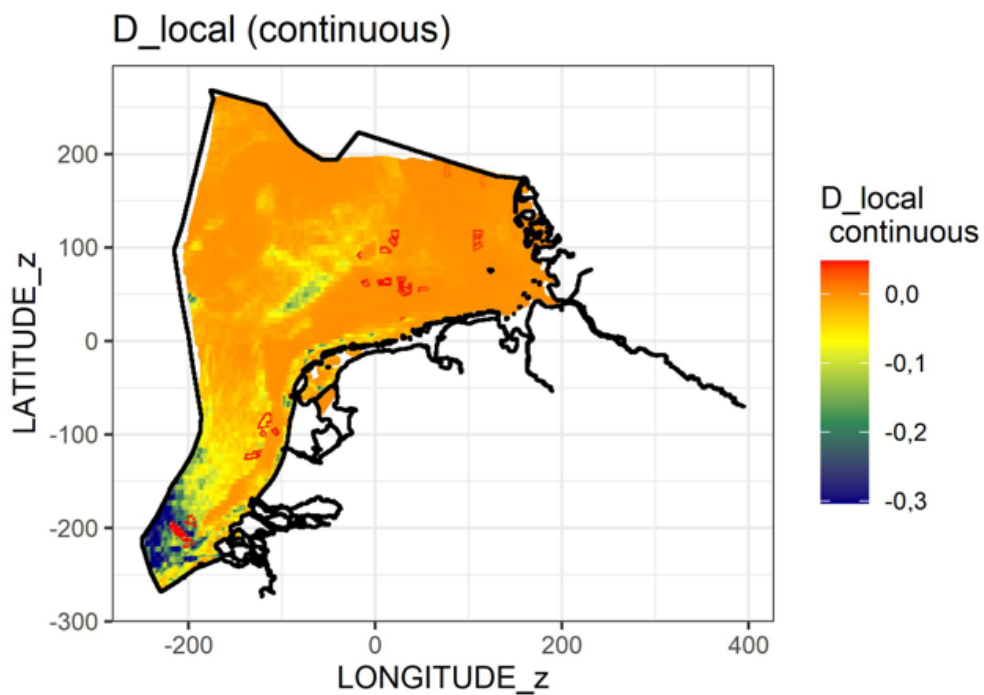 D_local (continuous)
LATITUDE_z
200
100
0
-100
-200
-300
-200
0
200
400
LONGITUDE_z
D_local
continuous
0,0
-0,1
-0,2
-0,3